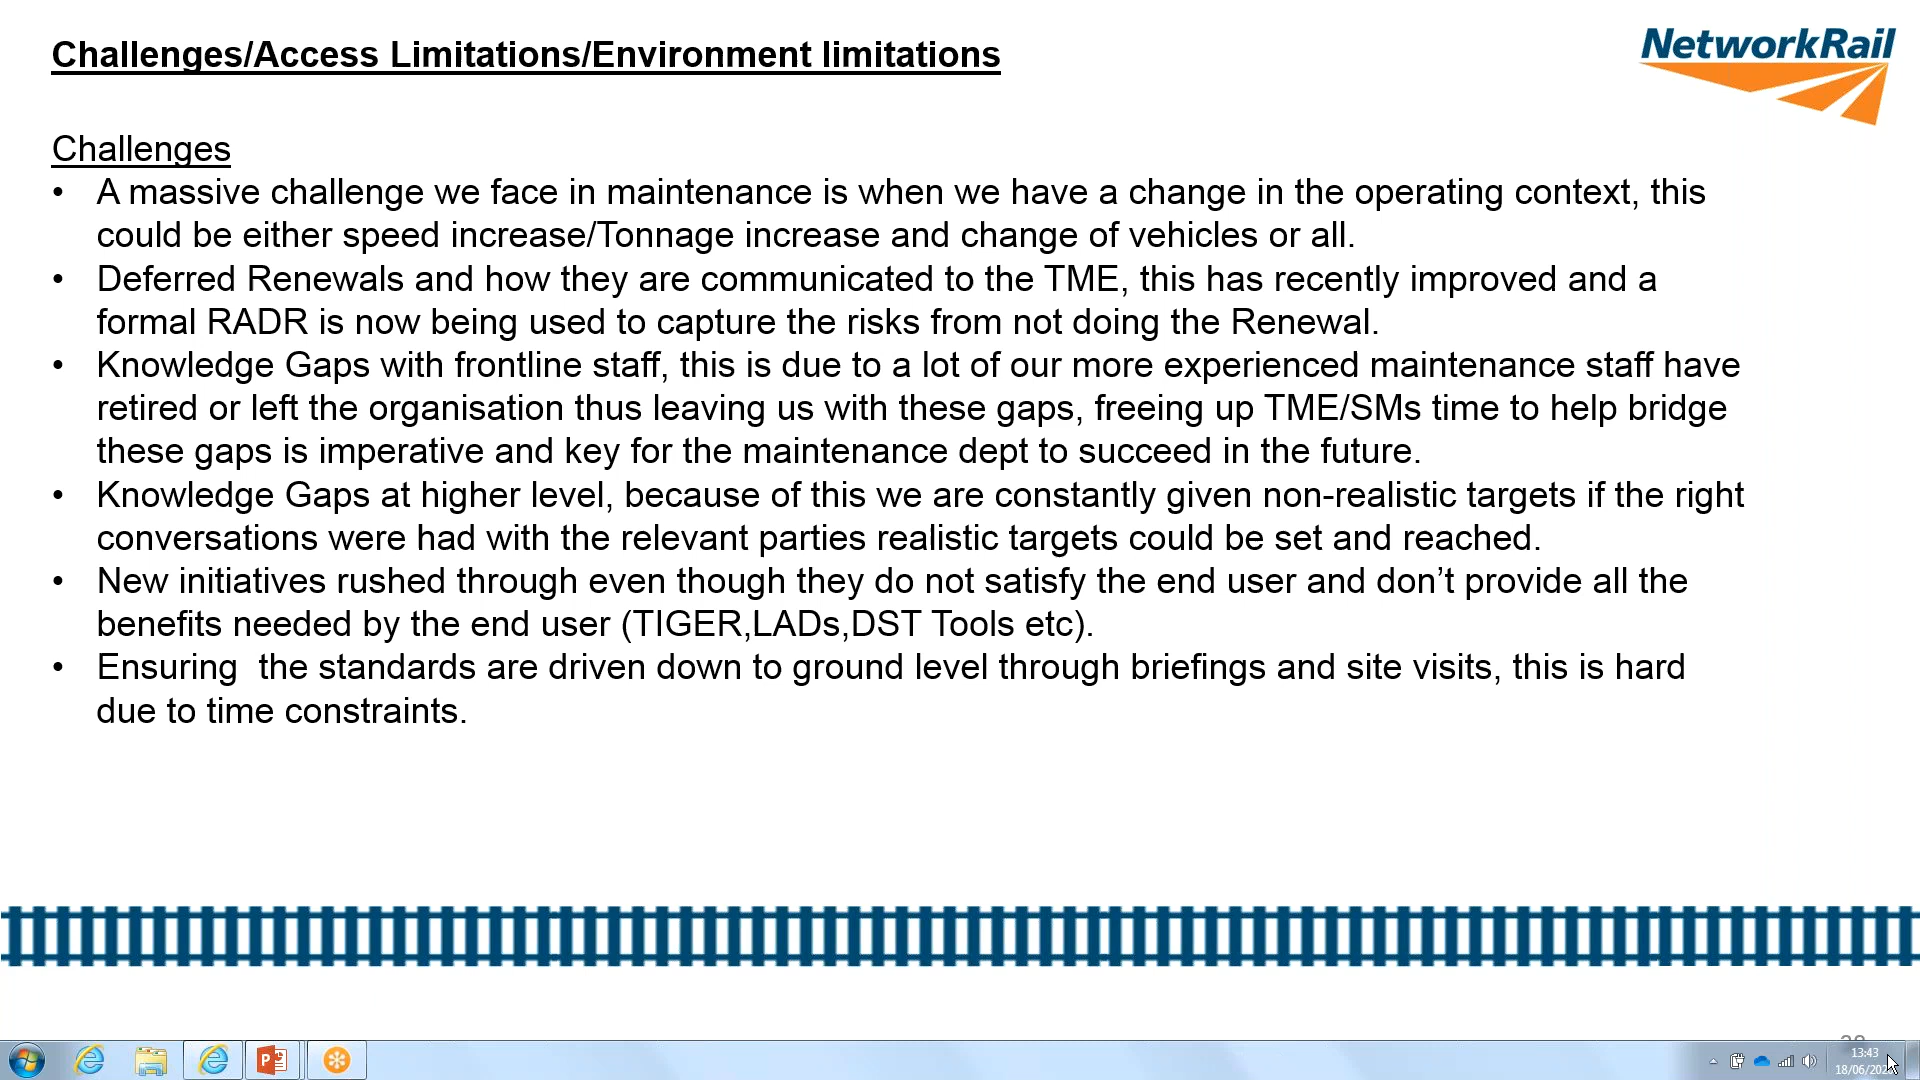 Challenges/Access Limitations/Environment limitations
NetworkRail
Challenges
• A massive challenge we face in maintenance is when we have a change in the operating context, this
could be either speed increase/Tonnage increase and change of vehicles or all.
• Deferred Renewals and how they are communicated to the TME, this has recently improved and a
formal RADR is now being used to capture the risks from not doing the Renewal.
• Knowledge Gaps with frontline staff, this is due to a lot of our more experienced maintenance staff have
retired or left the organisation thus leaving us with these gaps, freeing up TME/SMs time to help bridge
these gaps is imperative and key for the maintenance dept to succeed in the future.
• Knowledge Gaps at higher level, because of this we are constantly given non-realistic targets if the right
conversations were had with the relevant parties realistic targets could be set and reached.
• New initiatives rushed through even though they do not satisfy the end user and don’t provide all the
benefits needed by the end user (TIGER,LADs,DST Tools etc).
• Ensuring  the standards are driven down to ground level through briefings and site visits, this is hard
due to time constraints.
13:43